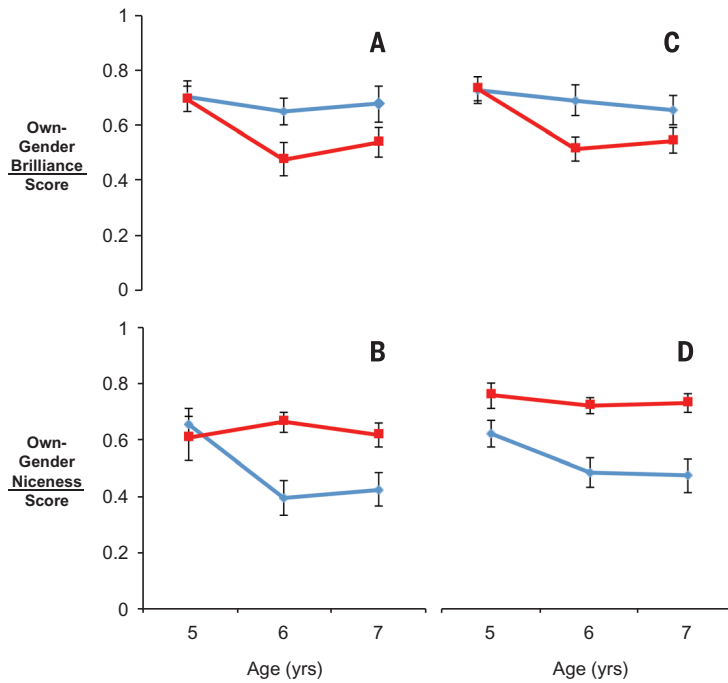 1
0.8
0.6
0.4
0.2
0
Own-
Gender
Brilliance
Score
A
C
1
0.8
0.6
0.4
0.2
0
Own-
Gender
Niceness
Score
B
D
5 6 7 5 6 7
Age (yrs) Age (yrs)